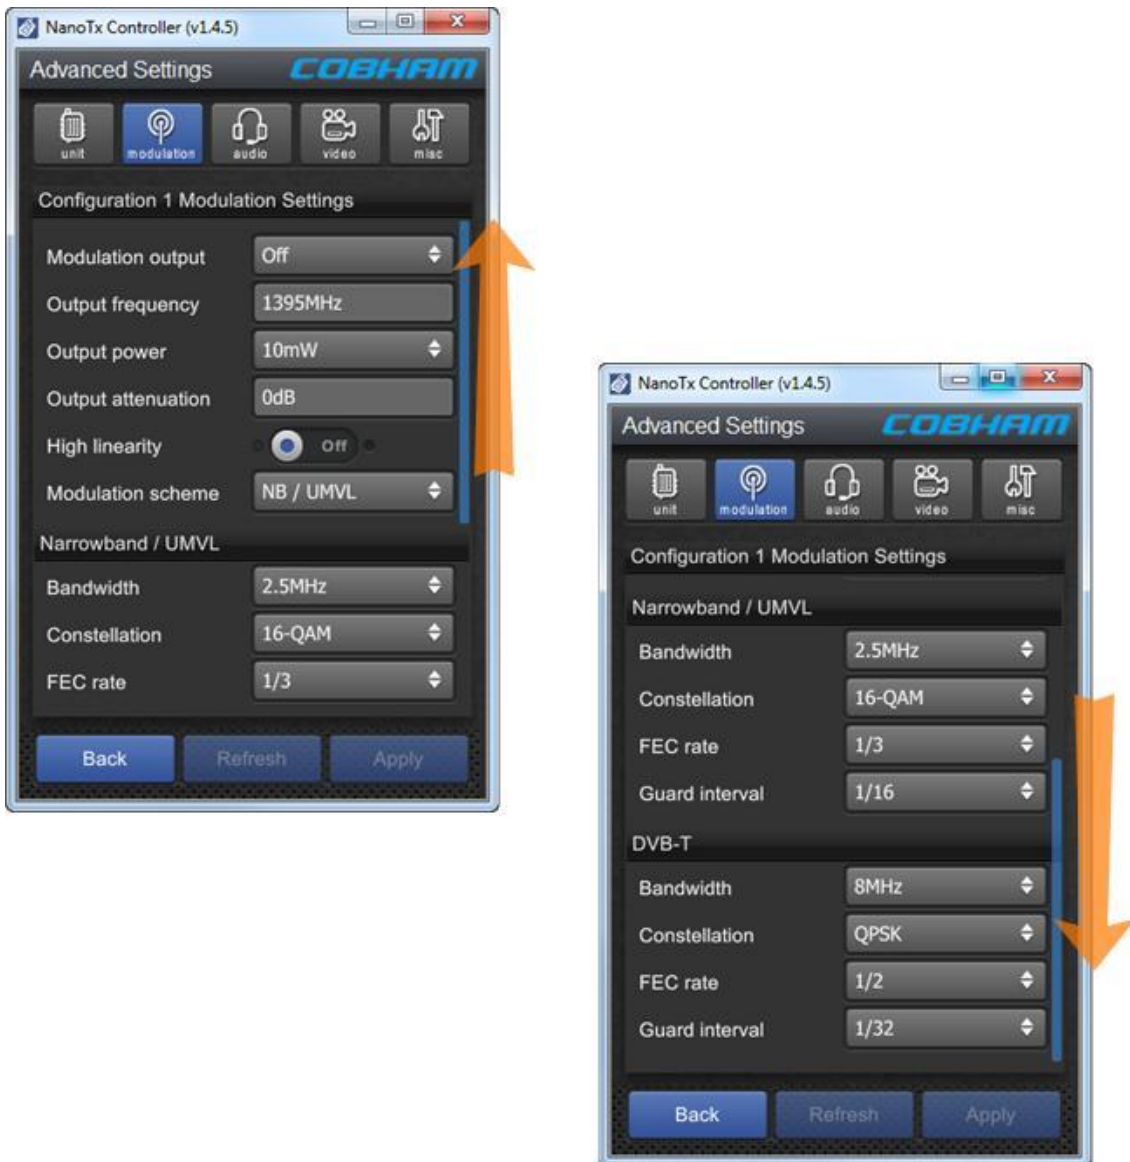 NanoTx Controller (v1.4.5)
Advanced Settings COBHAM
unit modulation audio video misc
Configuration 1 Modulation Settings
Modulation output Off
Output frequency 1395MHz
Output power 10mW
Output attenuation 0dB
High linearity Off
Modulation scheme NB / UMVL
Narrowband / UMVL
Bandwidth 2.5MHz
Constellation 16-QAM
FEC rate 1/3
Back Refresh Apply
NanoTx Controller (v1.4.5)
Advanced Settings COBHAM
unit modulation audio video misc
Configuration 1 Modulation Settings
Narrowband / UMVL
Bandwidth 2.5MHz
Constellation 16-QAM
FEC rate 1/3
Guard interval 1/16
DVB-T
Bandwidth 8MHz
Constellation QPSK
FEC rate 1/2
Guard interval 1/32
Back Refresh Apply